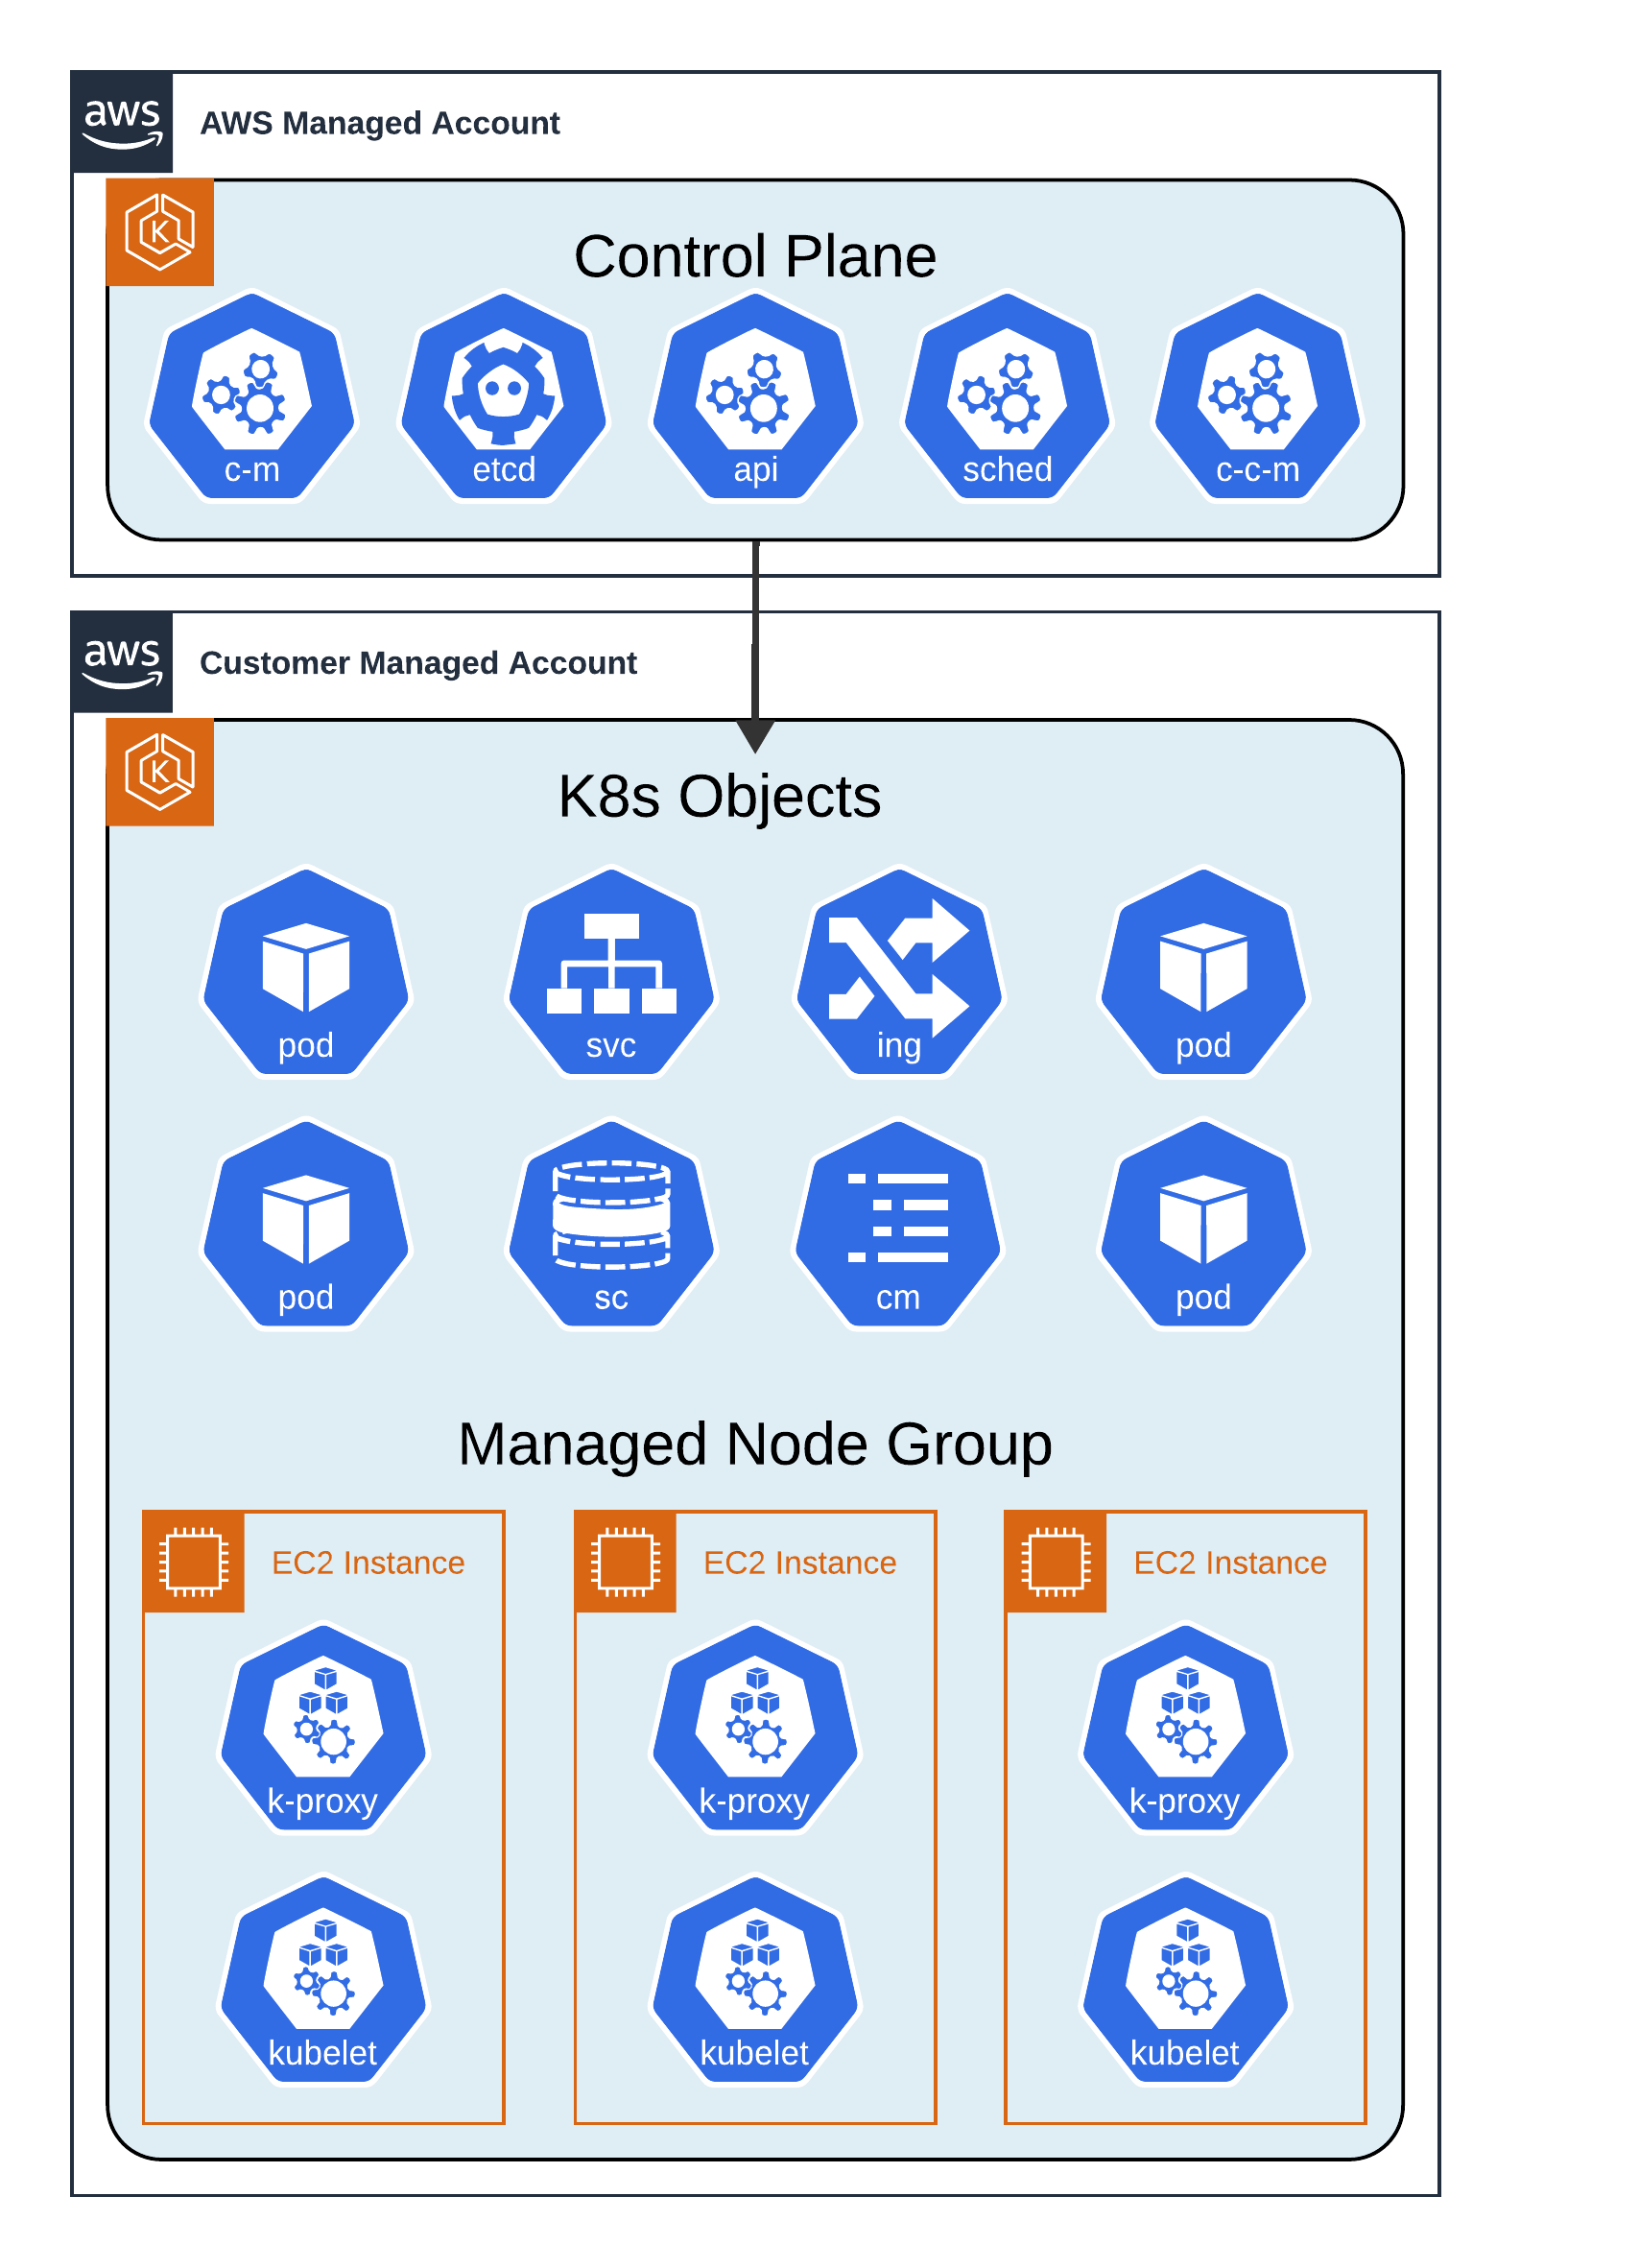 aws
AWS Managed Account
K
Control Plane
c-m
etcd
api
sched
c-c-m
aws
Customer Managed Account
K
K8s Objects
pod
svc
ing
pod
pod
sc
cm
pod
Managed Node Group
EC2 Instance
EC2 Instance
EC2 Instance
k-proxy
k-proxy
k-proxy
kubelet
kubelet
kubelet